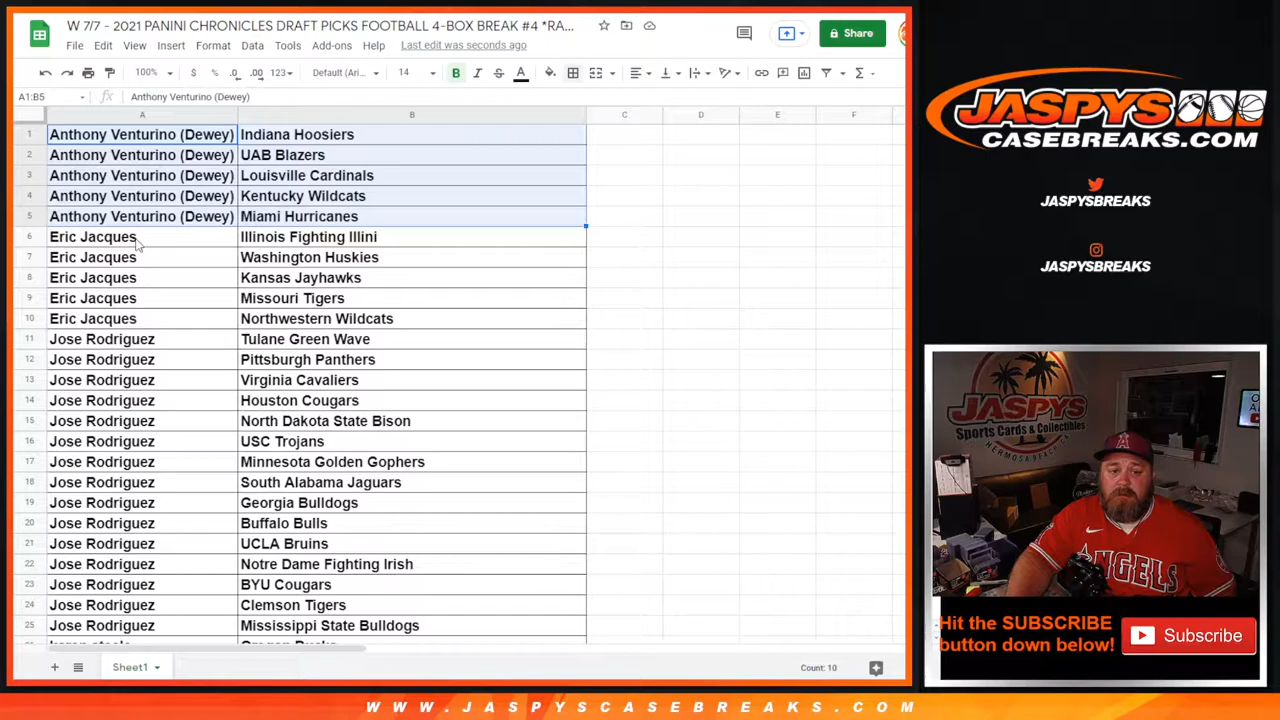 W 7/7 - 2021 PANINI CHRONICLES DRAFT PICKS FOOTBALL 4-BOX BREAK #4 *RA...
Share
File Edit View Insert Format Data Tools Add-ons Help Last edit was seconds ago
100% $ % .0 .00 123 Default (Ari... 14 B I S A
A1:B5 fx Anthony Venturino (Dewey)
A B C D E F
1 Anthony Venturino (Dewey) Indiana Hoosiers
2 Anthony Venturino (Dewey) UAB Blazers
3 Anthony Venturino (Dewey) Louisville Cardinals
4 Anthony Venturino (Dewey) Kentucky Wildcats
5 Anthony Venturino (Dewey) Miami Hurricanes
6 Eric Jacques Illinois Fighting Illini
7 Eric Jacques Washington Huskies
8 Eric Jacques Kansas Jayhawks
9 Eric Jacques Missouri Tigers
10 Eric Jacques Northwestern Wildcats
11 Jose Rodriguez Tulane Green Wave
12 Jose Rodriguez Pittsburgh Panthers
13 Jose Rodriguez Virginia Cavaliers
14 Jose Rodriguez Houston Cougars
15 Jose Rodriguez North Dakota State Bison
16 Jose Rodriguez USC Trojans
17 Jose Rodriguez Minnesota Golden Gophers
18 Jose Rodriguez South Alabama Jaguars
19 Jose Rodriguez Georgia Bulldogs
20 Jose Rodriguez Buffalo Bulls
21 Jose Rodriguez UCLA Bruins
22 Jose Rodriguez Notre Dame Fighting Irish
23 Jose Rodriguez BYU Cougars
24 Jose Rodriguez Clemson Tigers
25 Jose Rodriguez Mississippi State Bulldogs
Sheet1 Count: 10
JASPYS
CASEBREAKS.COM
JASPYSBREAKS
JASPYSBREAKS
JASPYS
Sports Cards & Collectibles
HERMOSA BEACH
ANGELS
Hit the SUBSCRIBE
button down below!
Subscribe
WWW.JASPYSCASEBREAKS.COM